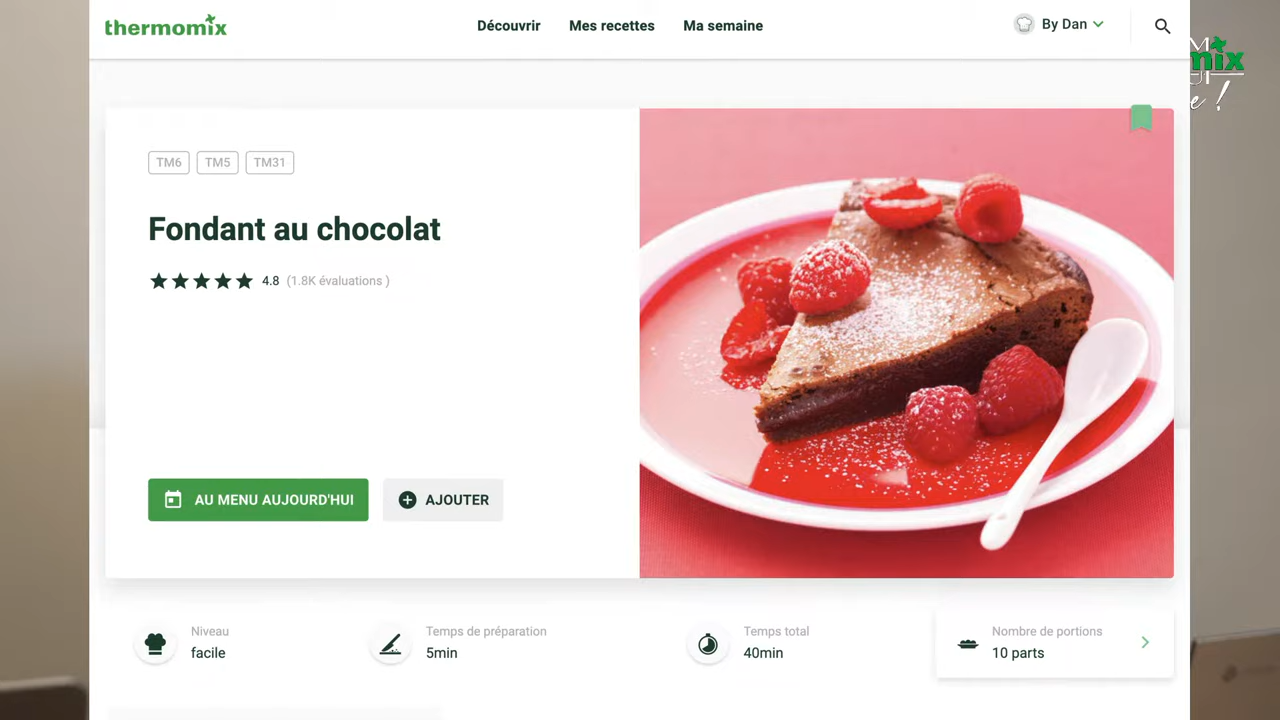 thermomix
Découvrir
Mes recettes
Ma semaine
By Dan
mix
e !
TM6
TM5
TM31
Fondant au chocolat
4.8 (1.8K évaluations )
AU MENU AUJOURD'HUI
AJOUTER
Niveau
facile
Temps de préparation
5min
Temps total
40min
Nombre de portions
10 parts